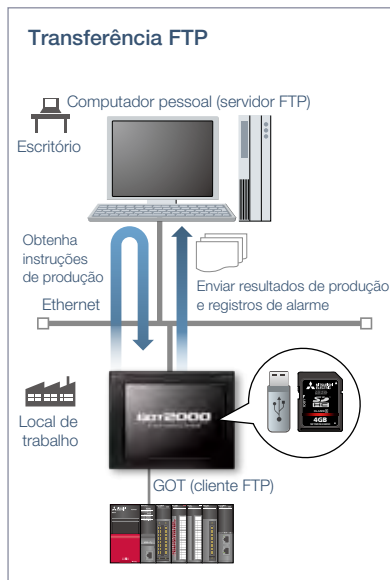 Transferência FTP
Computador pessoal (servidor FTP)
Escritório
Obtenha
instruções
de produção
Enviar resultados de produção
e registros de alarme
Ethernet
Local de
trabalho
GOT2000
4GB
GOT (cliente FTP)